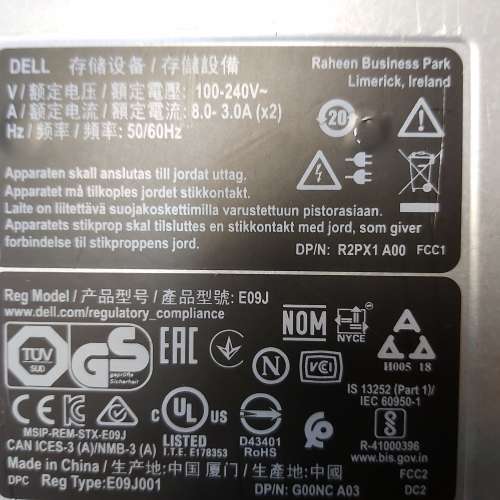 DELL 存储设备 / 存儲設備
Raheen Business Park
Limerick, Ireland
V / 额定电压 / 額定電壓: 100-240V~
A / 额定电流 / 額定電流: 8.0- 3.0A (x2)
Hz / 频率 / 頻率: 50/60Hz
20
Apparaten skall anslutas till jordat uttag.
Apparatet må tilkoples jordet stikkontakt.
Laite on liitettävä suojakoskettimilla varustettuun pistorasiaan.
Apparatets stikprop skal tilsluttes en stikkontakt med jord, som giver
forbindelse til stikproppens jord.
DP/N: R2PX1 A00 FCC1
Reg Model / 产品型号 / 產品型號: E09J
www.dell.com/regulatory_compliance
TUV
SUD
GS
geprüfte
Sicherheit
EAC
NOM
NYCE
N
VCI
H005 18
IS 13252 (Part 1)/
IEC 60950-1
MSIP-REM-STX-E09J
CAN ICES-3 (A)/NMB-3 (A)
c UL US
LISTED
I.T.E. E178353
D43401
RoHS
R-41000396
www.bis.gov.in
Made in China / 生产地: 中国 厦门 / 生產地: 中國
FCC2
DPC Reg Type:E09J001
DP/N: G00NC A03 DC2